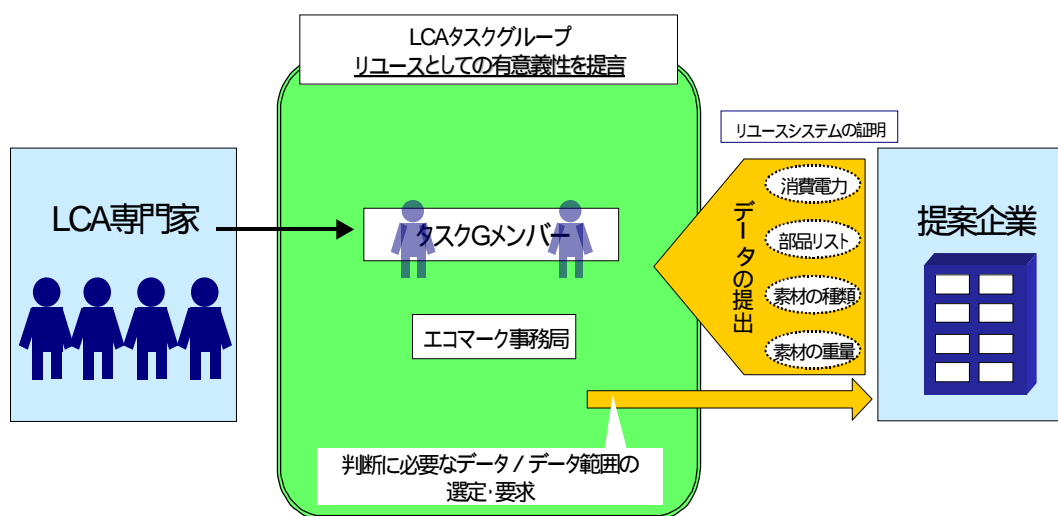 LCAタスクグループ
リユースとしての有意義性を提言
リユースシステムの証明
LCA専門家
タスクGメンバー
エコマーク事務局
データの提出
消費電力
部品リスト
素材の種類
素材の重量
提案企業
判断に必要なデータ / データ範囲の
選定・要求